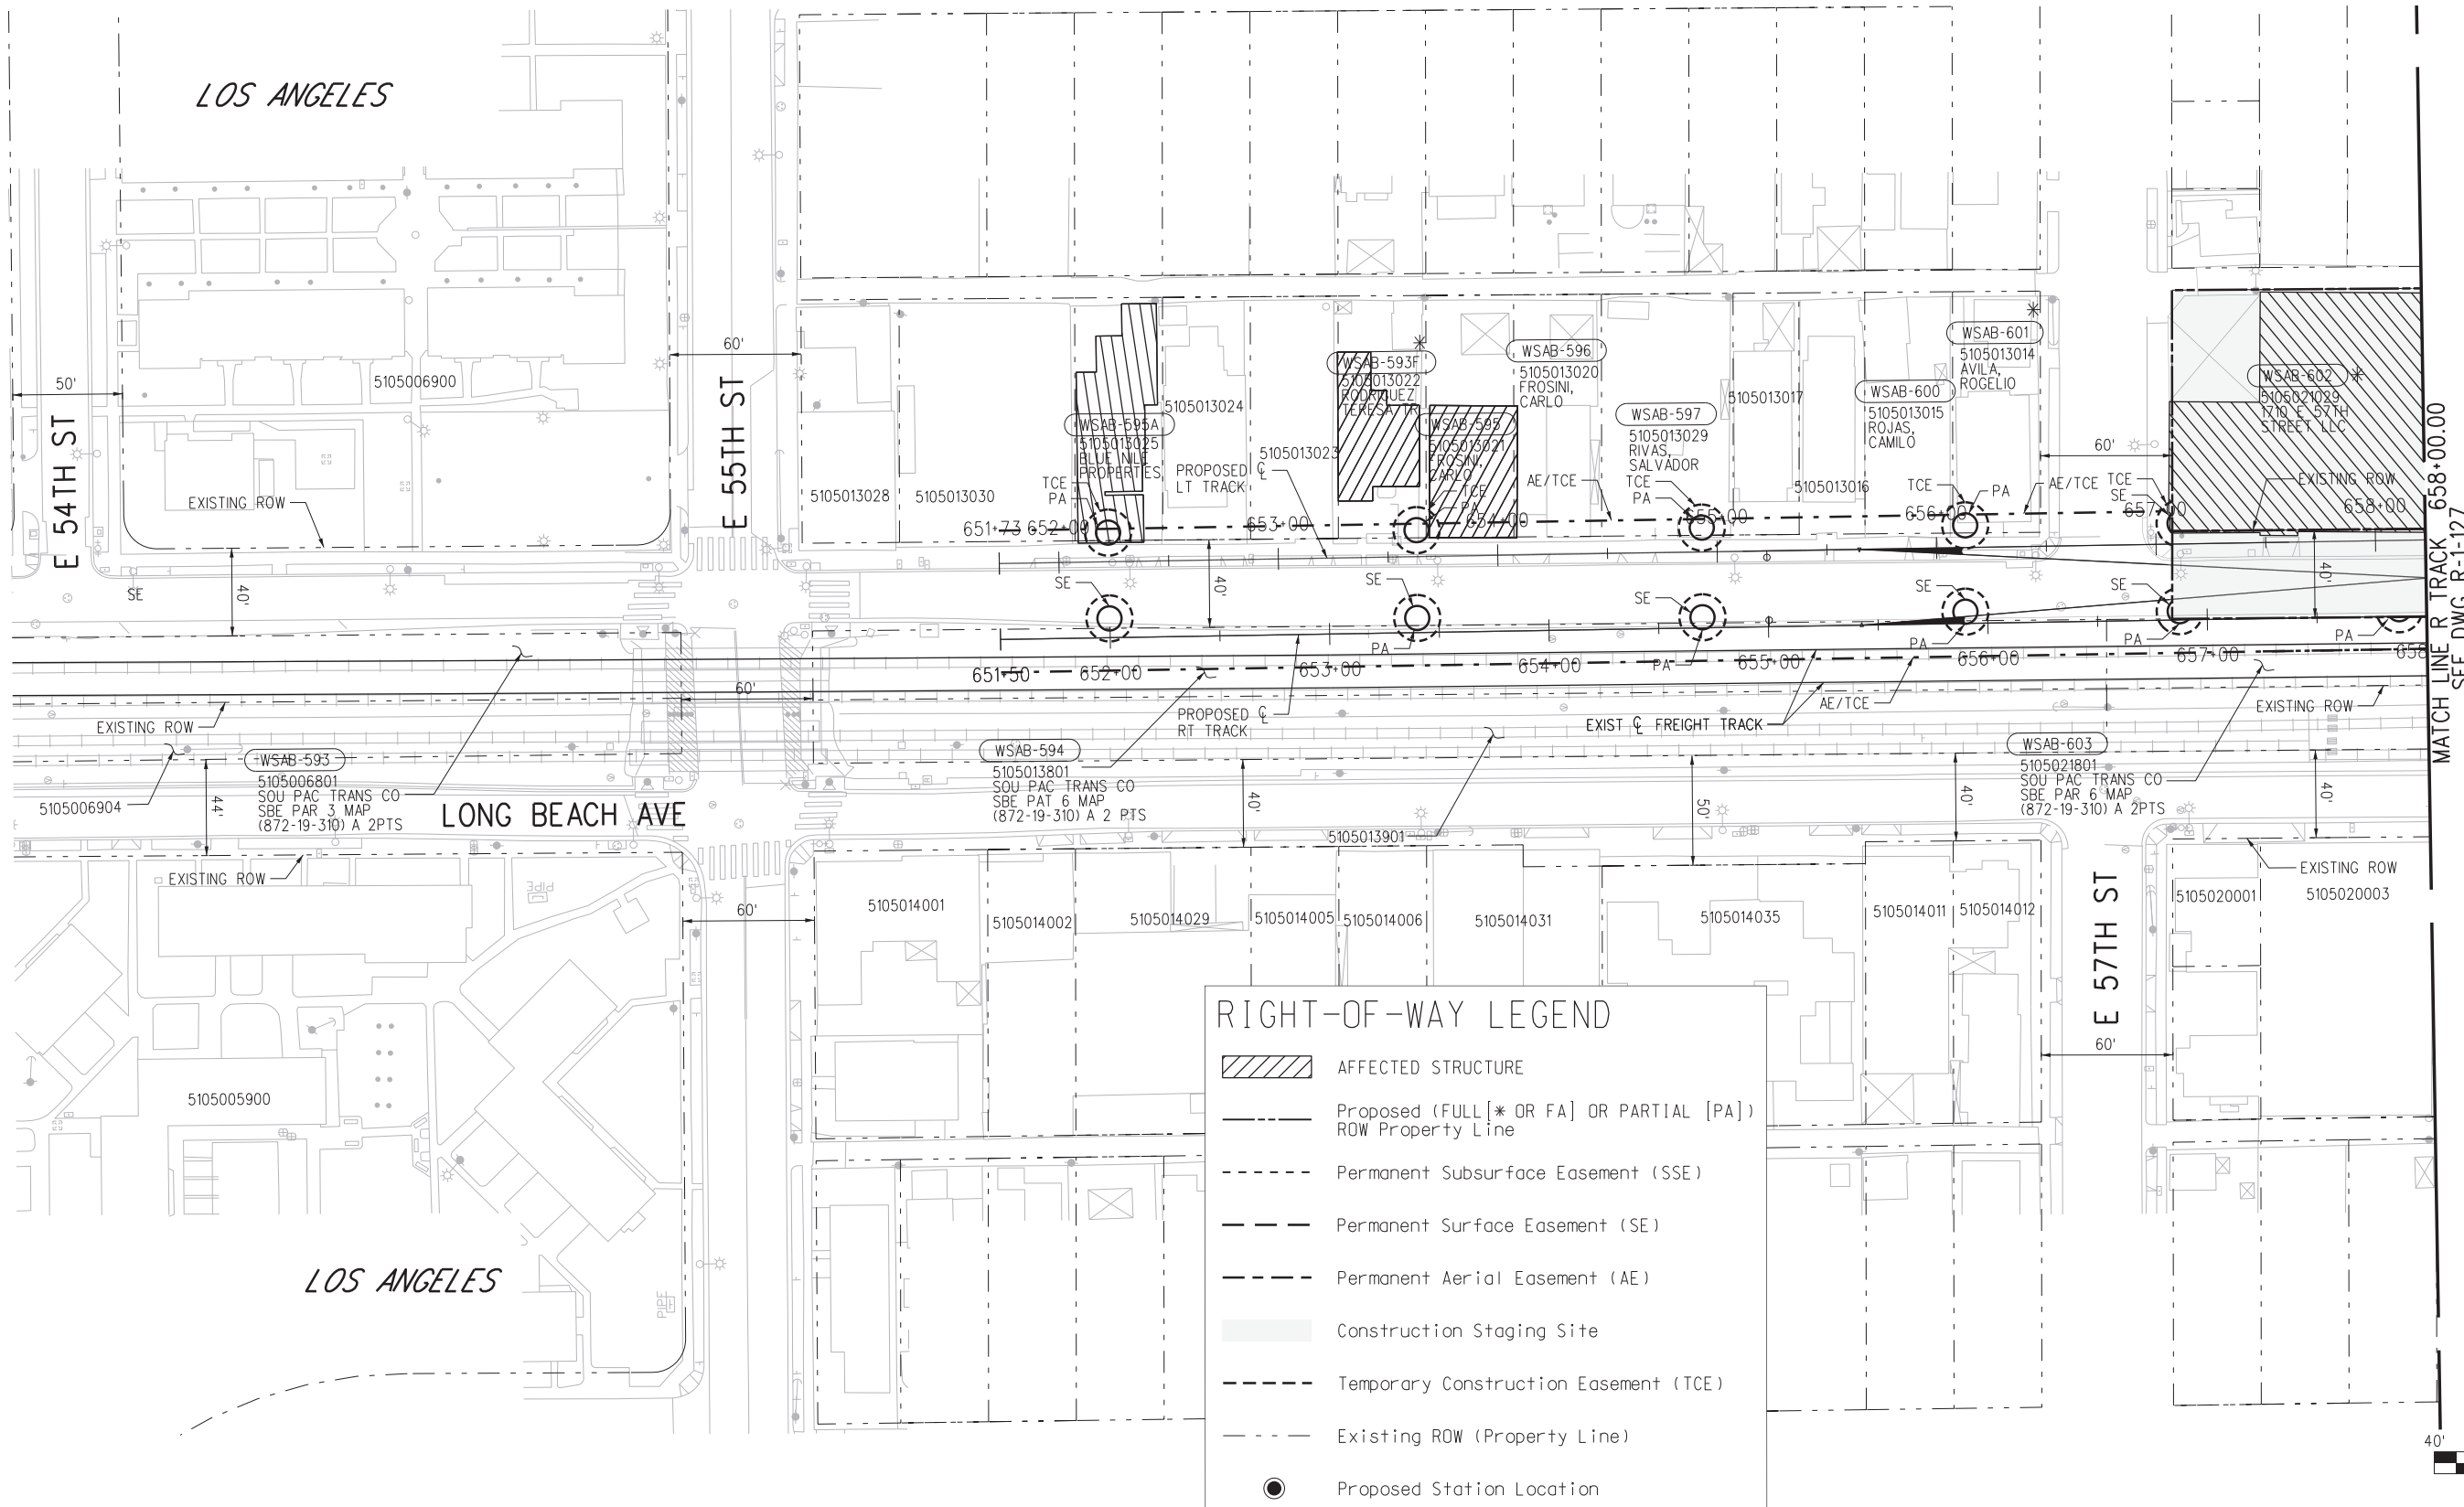 LOS ANGELES
50'
E 54TH ST
5105006900
EXISTING ROW
40'
SE
60'
E 55TH ST
5105013028
5105013030
651+73 652+00
WSAB-595A
5105013025
BLUE NILE
PROPERTIES
TCE
PA
5105013024
PROPOSED ℄
LT TRACK
5105013023
653+00
WSAB-593F
5105013022
RODRIGUEZ
TERESA TR
WSAB-595
5105013021
FROSINI,
CARLO
TCE
PA
654+00
WSAB-596
5105013020
FROSINI,
CARLO
AE/TCE
WSAB-597
5105013029
RIVAS,
SALVADOR
TCE
PA
655+00
5105013017
5105013016
WSAB-600
5105013015
ROJAS,
CAMILO
WSAB-601
5105013014
AVILA,
ROGELIO
TCE
656+00
PA
60'
AE/TCE
TCE
SE
657+00
WSAB-602
5105021029
1710 E 57TH
STREET LLC
EXISTING ROW
658+00
40'
MATCH LINE R TRACK 658+00.00
SEE DWG R-1-127
SE
40'
SE
SE
SE
SE
PA
PA
PA
PA
PA
651+50
652+00
653+00
654+00
655+00
656+00
657+00
658
60'
EXISTING ROW
PROPOSED ℄
RT TRACK
EXIST ℄ FREIGHT TRACK
AE/TCE
EXISTING ROW
5105006904
44'
WSAB-593
5105006801
SOU PAC TRANS CO
SBE PAR 3 MAP
(872-19-310) A 2PTS
LONG BEACH AVE
WSAB-594
5105013801
SOU PAC TRANS CO
SBE PAT 6 MAP
(872-19-310) A 2 PTS
40'
5105013901
50'
40'
WSAB-603
5105021801
SOU PAC TRANS CO
SBE PAR 6 MAP
(872-19-310) A 2PTS
40'
EXISTING ROW
PIPE
60'
5105014001
5105014002
5105014029
5105014005
5105014006
5105014031
5105014035
5105014011
5105014012
E 57TH ST
60'
EXISTING ROW
5105020001
5105020003
5105005900
LOS ANGELES
PIPE
RIGHT-OF-WAY LEGEND
AFFECTED STRUCTURE
Proposed (FULL [* OR FA] OR PARTIAL [PA])
ROW Property Line
Permanent Subsurface Easement (SSE)
Permanent Surface Easement (SE)
Permanent Aerial Easement (AE)
Construction Staging Site
Temporary Construction Easement (TCE)
Existing ROW (Property Line)
Proposed Station Location
40'